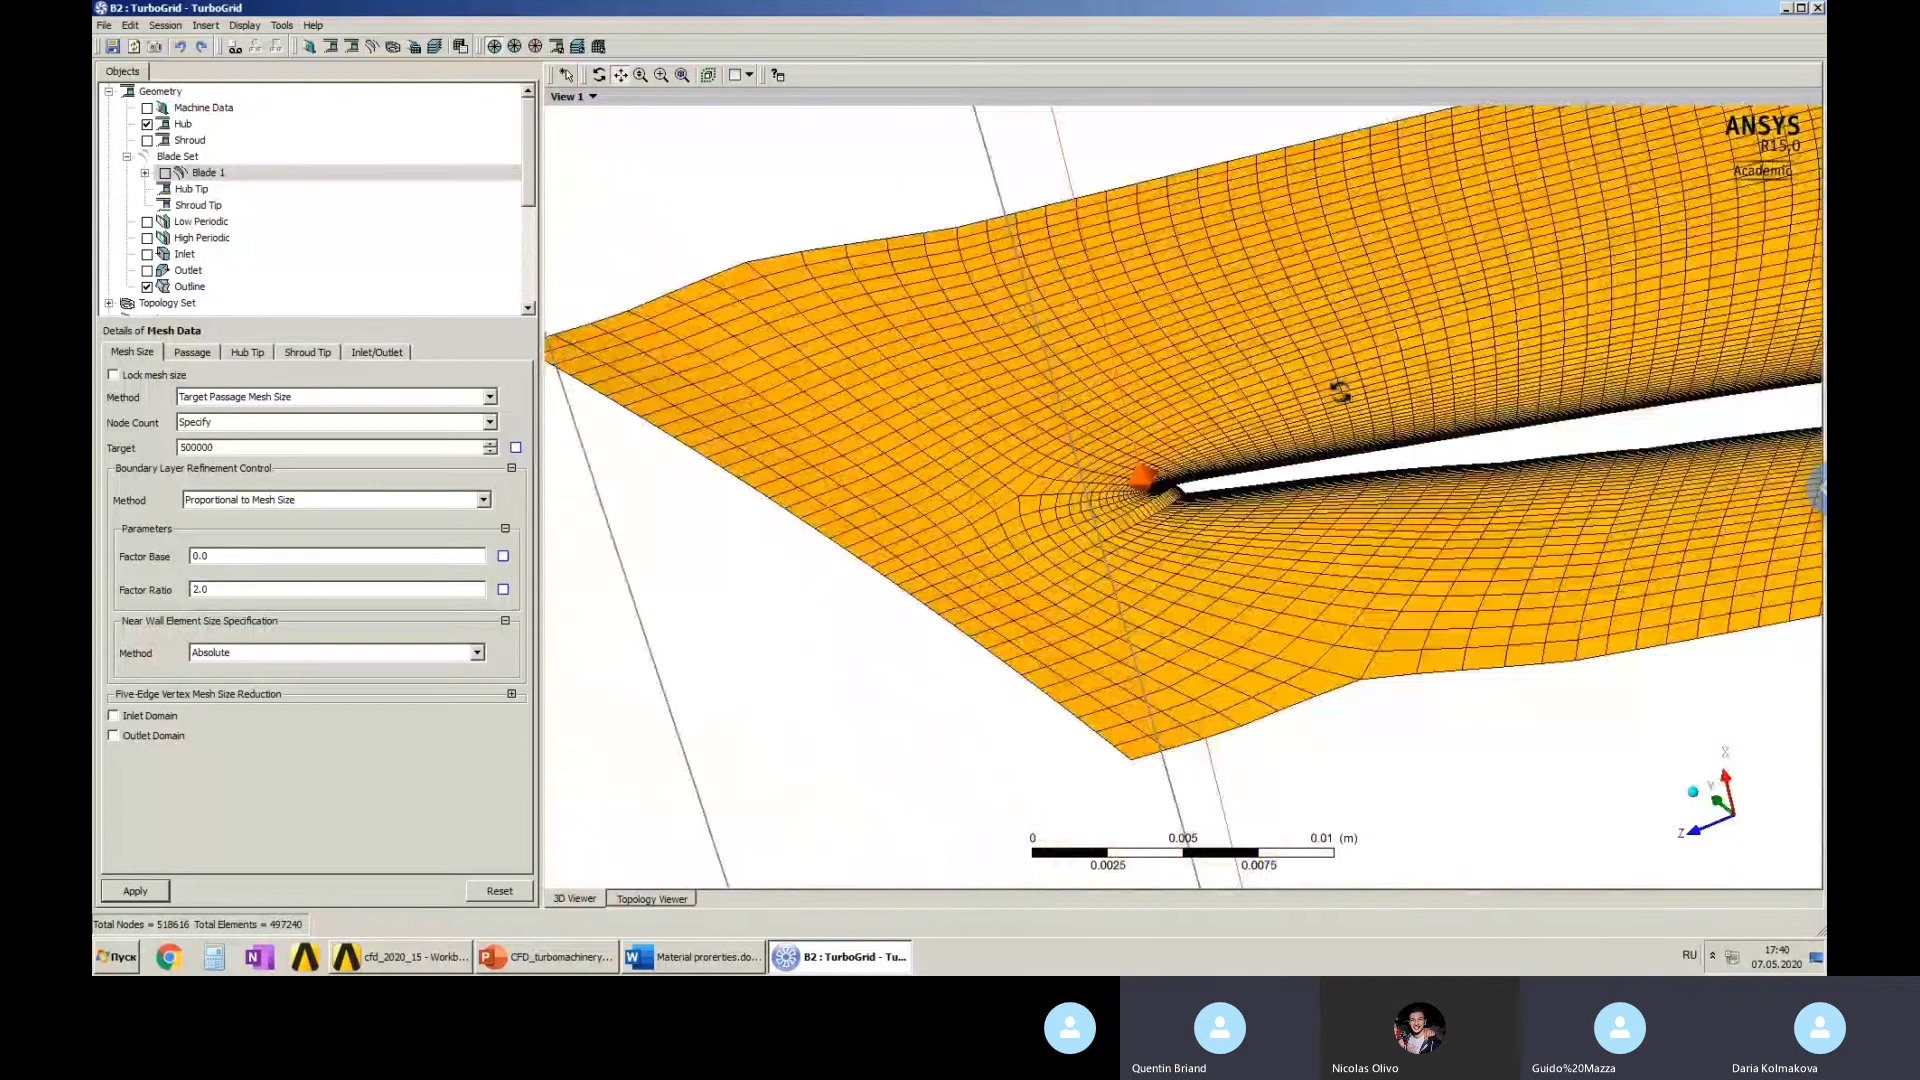 B2 : TurboGrid - TurboGrid
File Edit Session Insert Display Tools Help
Objects
Geometry
Machine Data
Hub
Shroud
Blade Set
Blade 1
Hub Tip
Shroud Tip
Low Periodic
High Periodic
Inlet
Outlet
Outline
Topology Set
Details of Mesh Data
Mesh Size Passage Hub Tip Shroud Tip Inlet/Outlet
Lock mesh size
Method Target Passage Mesh Size
Node Count Specify
Target 500000
Boundary Layer Refinement Control
Method Proportional to Mesh Size
Parameters
Factor Base 0.0
Factor Ratio 2.0
Near Wall Element Size Specification
Method Absolute
Five-Edge Vertex Mesh Size Reduction
Inlet Domain
Outlet Domain
Apply Reset
Total Nodes = 518616 Total Elements = 497240
View 1
ANSYS
R15.0
Academic
X
Y
Z
0 0.005 0.01 (m)
0.0025 0.0075
3D Viewer Topology Viewer
Пуск
N
cfd_2020_15 - Workb...
CFD_turbomachinery...
Material prorerties.do...
B2 : TurboGrid - Tu...
RU
17:40
07.05.2020
Quentin Briand
Nicolas Olivo
Guido%20Mazza
Daria Kolmakova